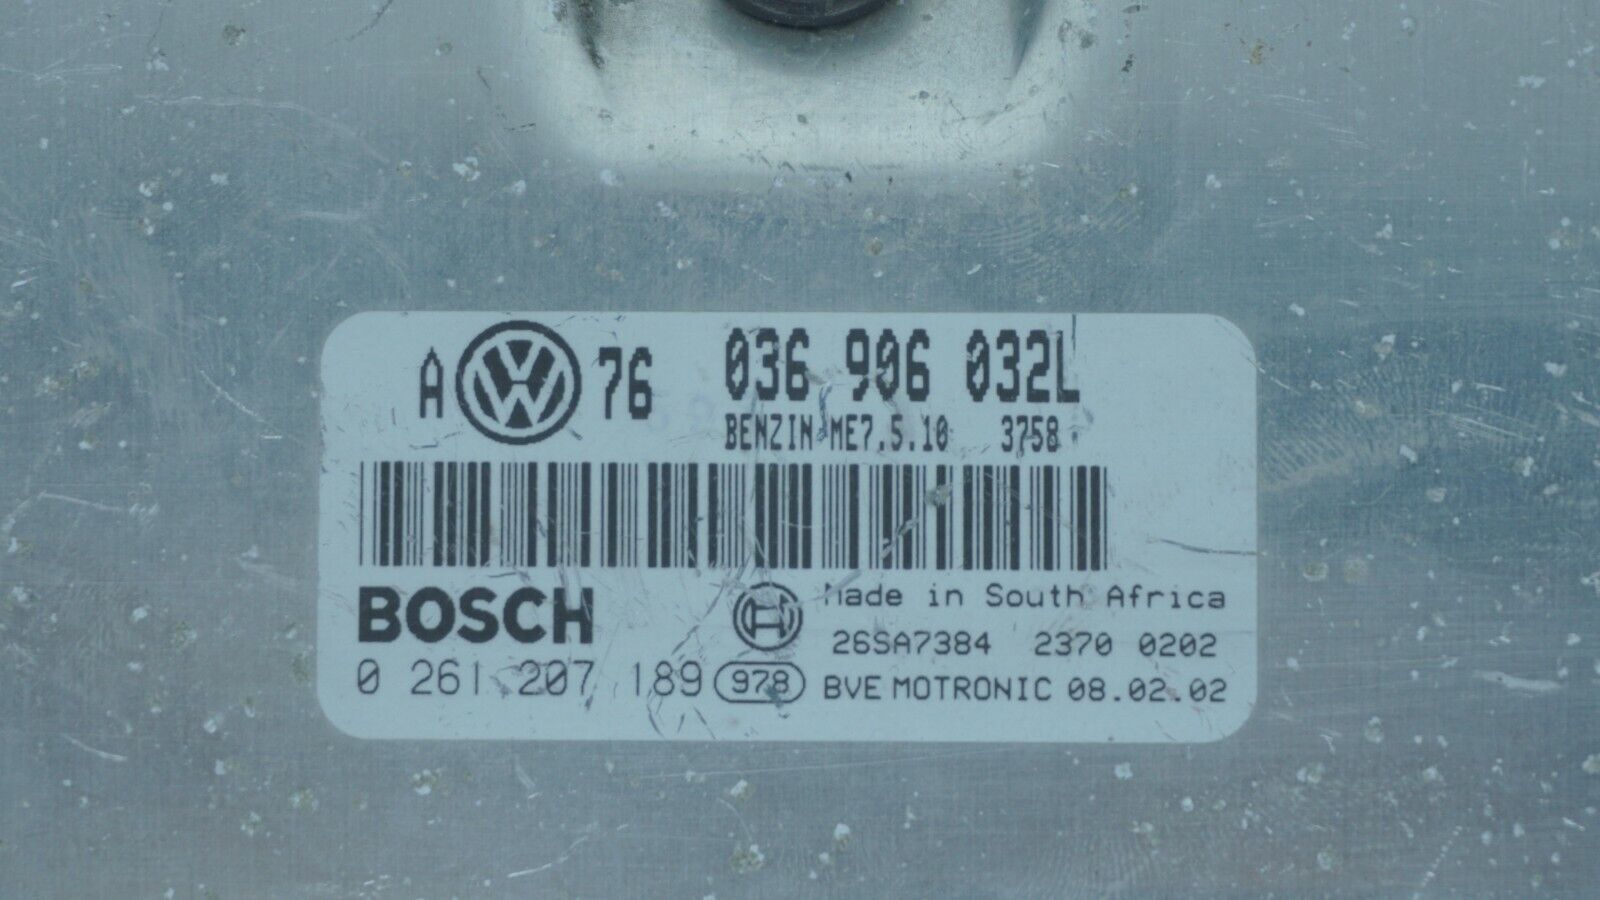 A VW 76 036 906 032L
BENZIN ME7.5.10 3758
BOSCH
Made in South Africa
26SA7384 2370 0202
0 261 207 189 978 BVE MOTRONIC 08.02.02